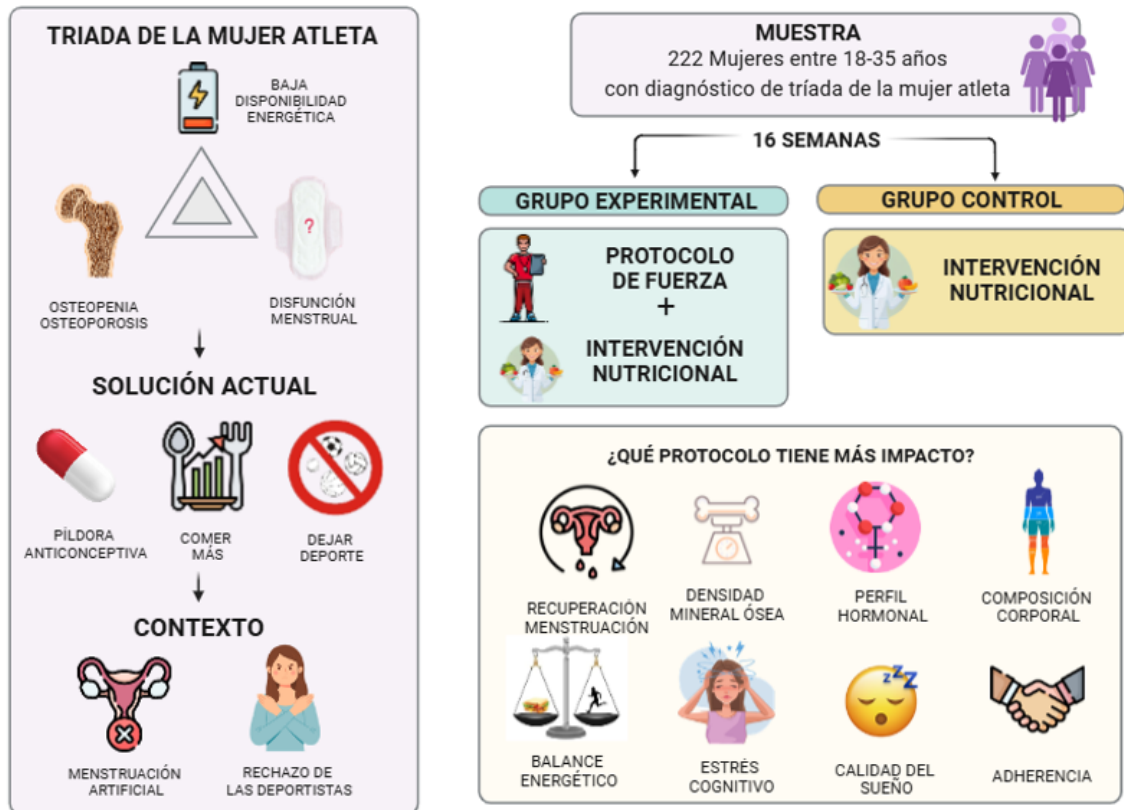 TRIADA DE LA MUJER ATLETA
BAJA
DISPONIBILIDAD
ENERGÉTICA
?
OSTEOPENIA
OSTEOPOROSIS
DISFUNCIÓN
MENSTRUAL
SOLUCIÓN ACTUAL
PÍLDORA
ANTICONCEPTIVA
COMER
MÁS
DEJAR
DEPORTE
CONTEXTO
MENSTRUACIÓN
ARTIFICIAL
RECHAZO DE
LAS DEPORTISTAS
MUESTRA
222 Mujeres entre 18-35 años
con diagnóstico de tríada de la mujer atleta
16 SEMANAS
GRUPO EXPERIMENTAL
PROTOCOLO
DE FUERZA
+
INTERVENCIÓN
NUTRICIONAL
GRUPO CONTROL
INTERVENCIÓN
NUTRICIONAL
¿QUÉ PROTOCOLO TIENE MÁS IMPACTO?
RECUPERACIÓN
MENSTRUACIÓN
DENSIDAD
MINERAL ÓSEA
PERFIL
HORMONAL
COMPOSICIÓN
CORPORAL
BALANCE
ENERGÉTICO
ESTRÉS
COGNITIVO
zzZ
CALIDAD DEL
SUEÑO
ADHERENCIA